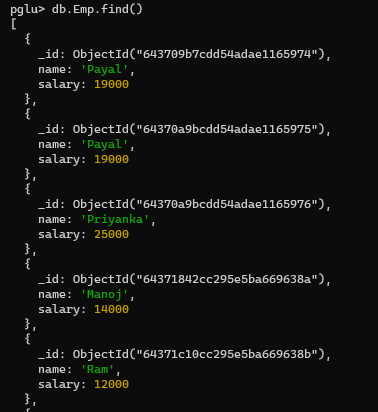 pglu> db.Emp.find()
[
  {
    _id: ObjectId("643709b7cdd54adae1165974"),
    name: 'Payal',
    salary: 19000
  },
  {
    _id: ObjectId("64370a9bcdd54adae1165975"),
    name: 'Payal',
    salary: 19000
  },
  {
    _id: ObjectId("64370a9bcdd54adae1165976"),
    name: 'Priyanka',
    salary: 25000
  },
  {
    _id: ObjectId("64371842cc295e5ba669638a"),
    name: 'Manoj',
    salary: 14000
  },
  {
    _id: ObjectId("64371c10cc295e5ba669638b"),
    name: 'Ram',
    salary: 12000
  },